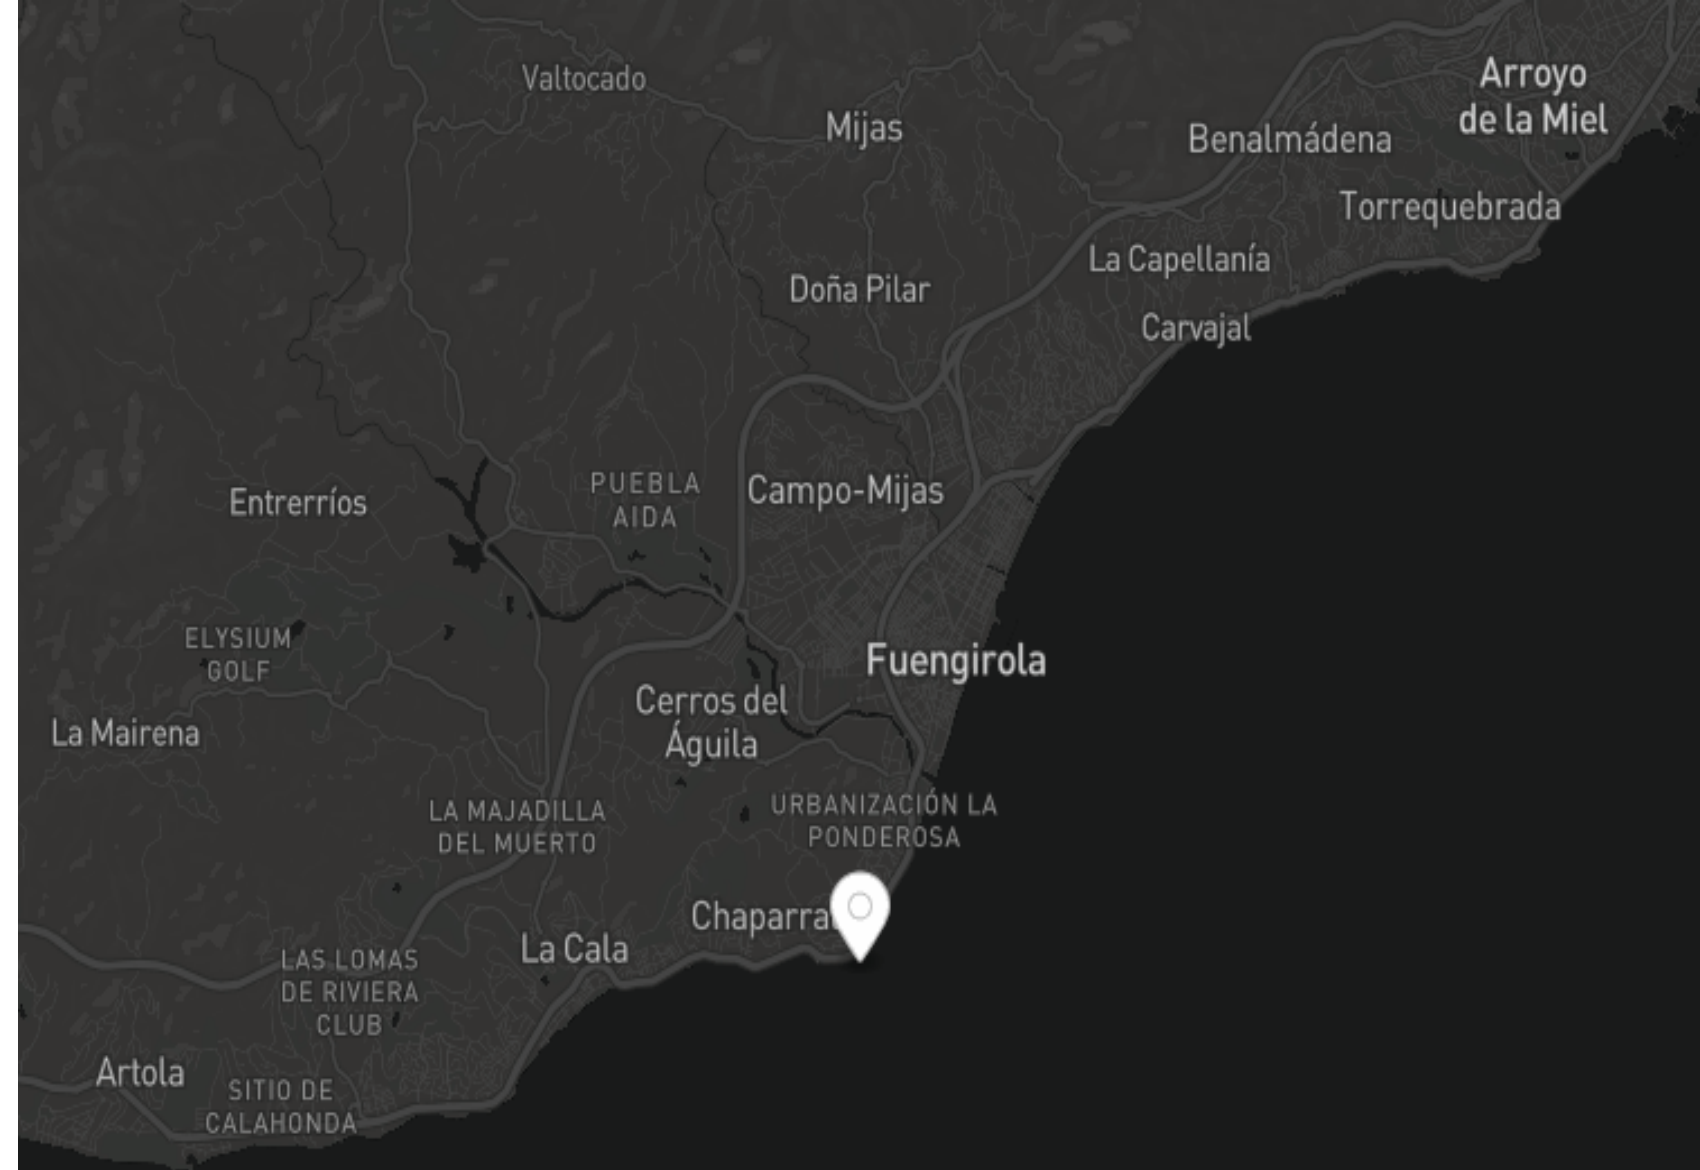 Valtocado
Mijas
Arroyo
de la Miel
Benalmádena
Torrequebrada
La Capellanía
Doña Pilar
Carvajal
Entrerríos
PUEBLA
AIDA
Campo-Mijas
ELYSIUM
GOLF
Fuengirola
La Mairena
Cerros del
Águila
LA MAJADILLA
DEL MUERTO
URBANIZACIÓN LA
PONDEROSA
Chaparra
La Cala
LAS LOMAS
DE RIVIERA
CLUB
Artola
SITIO DE
CALAHONDA